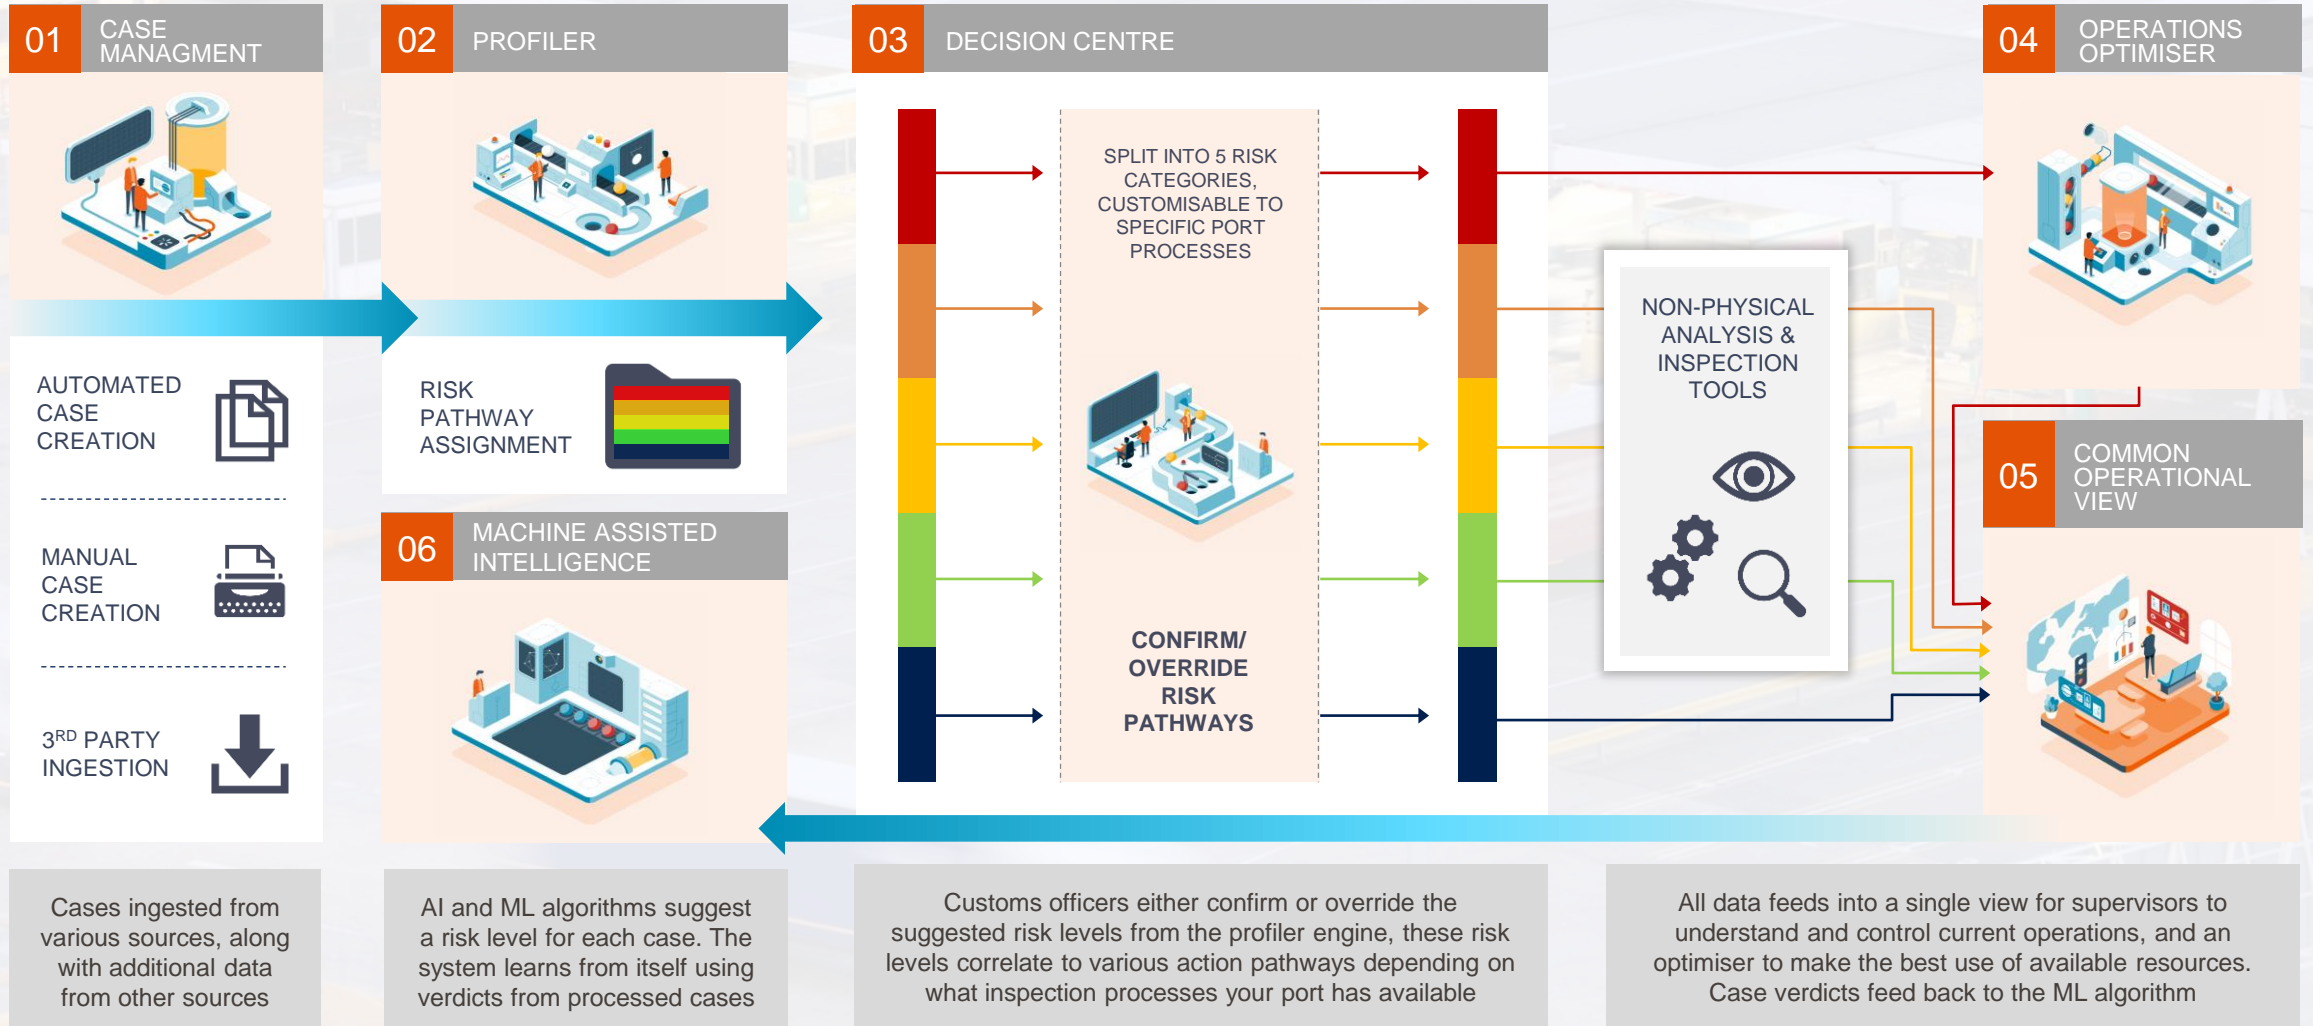 01
CASE
MANAGMENT
AUTOMATED
CASE
CREATION
MANUAL
CASE
CREATION
3RD PARTY
INGESTION
Cases ingested from
various sources, along
with additional data
from other sources
02
PROFILER
RISK
PATHWAY
ASSIGNMENT
06
MACHINE ASSISTED
INTELLIGENCE
AI and ML algorithms suggest
a risk level for each case. The
system learns from itself using
verdicts from processed cases
03
DECISION CENTRE
SPLIT INTO 5 RISK
CATEGORIES,
CUSTOMISABLE TO
SPECIFIC PORT
PROCESSES
CONFIRM/
OVERRIDE
RISK
PATHWAYS
Customs officers either confirm or override the
suggested risk levels from the profiler engine, these risk
levels correlate to various action pathways depending on
what inspection processes your port has available
NON-PHYSICAL
ANALYSIS &
INSPECTION
TOOLS
04
OPERATIONS
OPTIMISER
05
COMMON
OPERATIONAL
VIEW
All data feeds into a single view for supervisors to
understand and control current operations, and an
optimiser to make the best use of available resources.
Case verdicts feed back to the ML algorithm